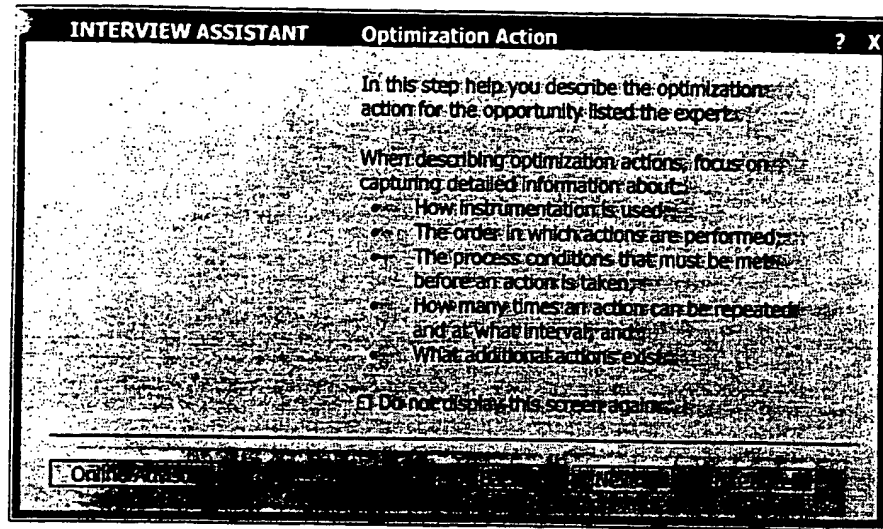 INTERVIEW ASSISTANT Optimization Action ? X
In this step help you describe the optimization
action for the opportunity listed the expert.
When describing optimization actions, focus on
capturing detailed information about:
• How instrumentation is used;
• The order in which actions are performed;
• The process conditions that must be met
before an action is taken;
• How many times an action can be repeated
and at what interval; and
• What additional actions exist.
Do not display this screen again.
Online